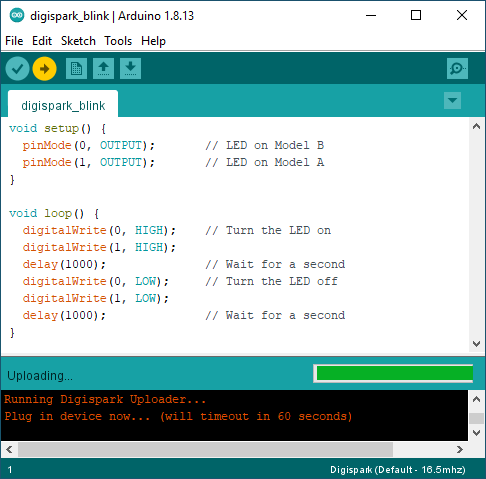 digispark_blink | Arduino 1.8.13
File Edit Sketch Tools Help
digispark_blink
void setup() {
  pinMode(0, OUTPUT);       // LED on Model B
  pinMode(1, OUTPUT);       // LED on Model A
}

void loop() {
  digitalWrite(0, HIGH);    // Turn the LED on
  digitalWrite(1, HIGH);
  delay(1000);              // Wait for a second
  digitalWrite(0, LOW);     // Turn the LED off
  digitalWrite(1, LOW);
  delay(1000);              // Wait for a second
}
Uploading...
Running Digispark Uploader...
Plug in device now... (will timeout in 60 seconds)
1 Digispark (Default - 16.5mhz)